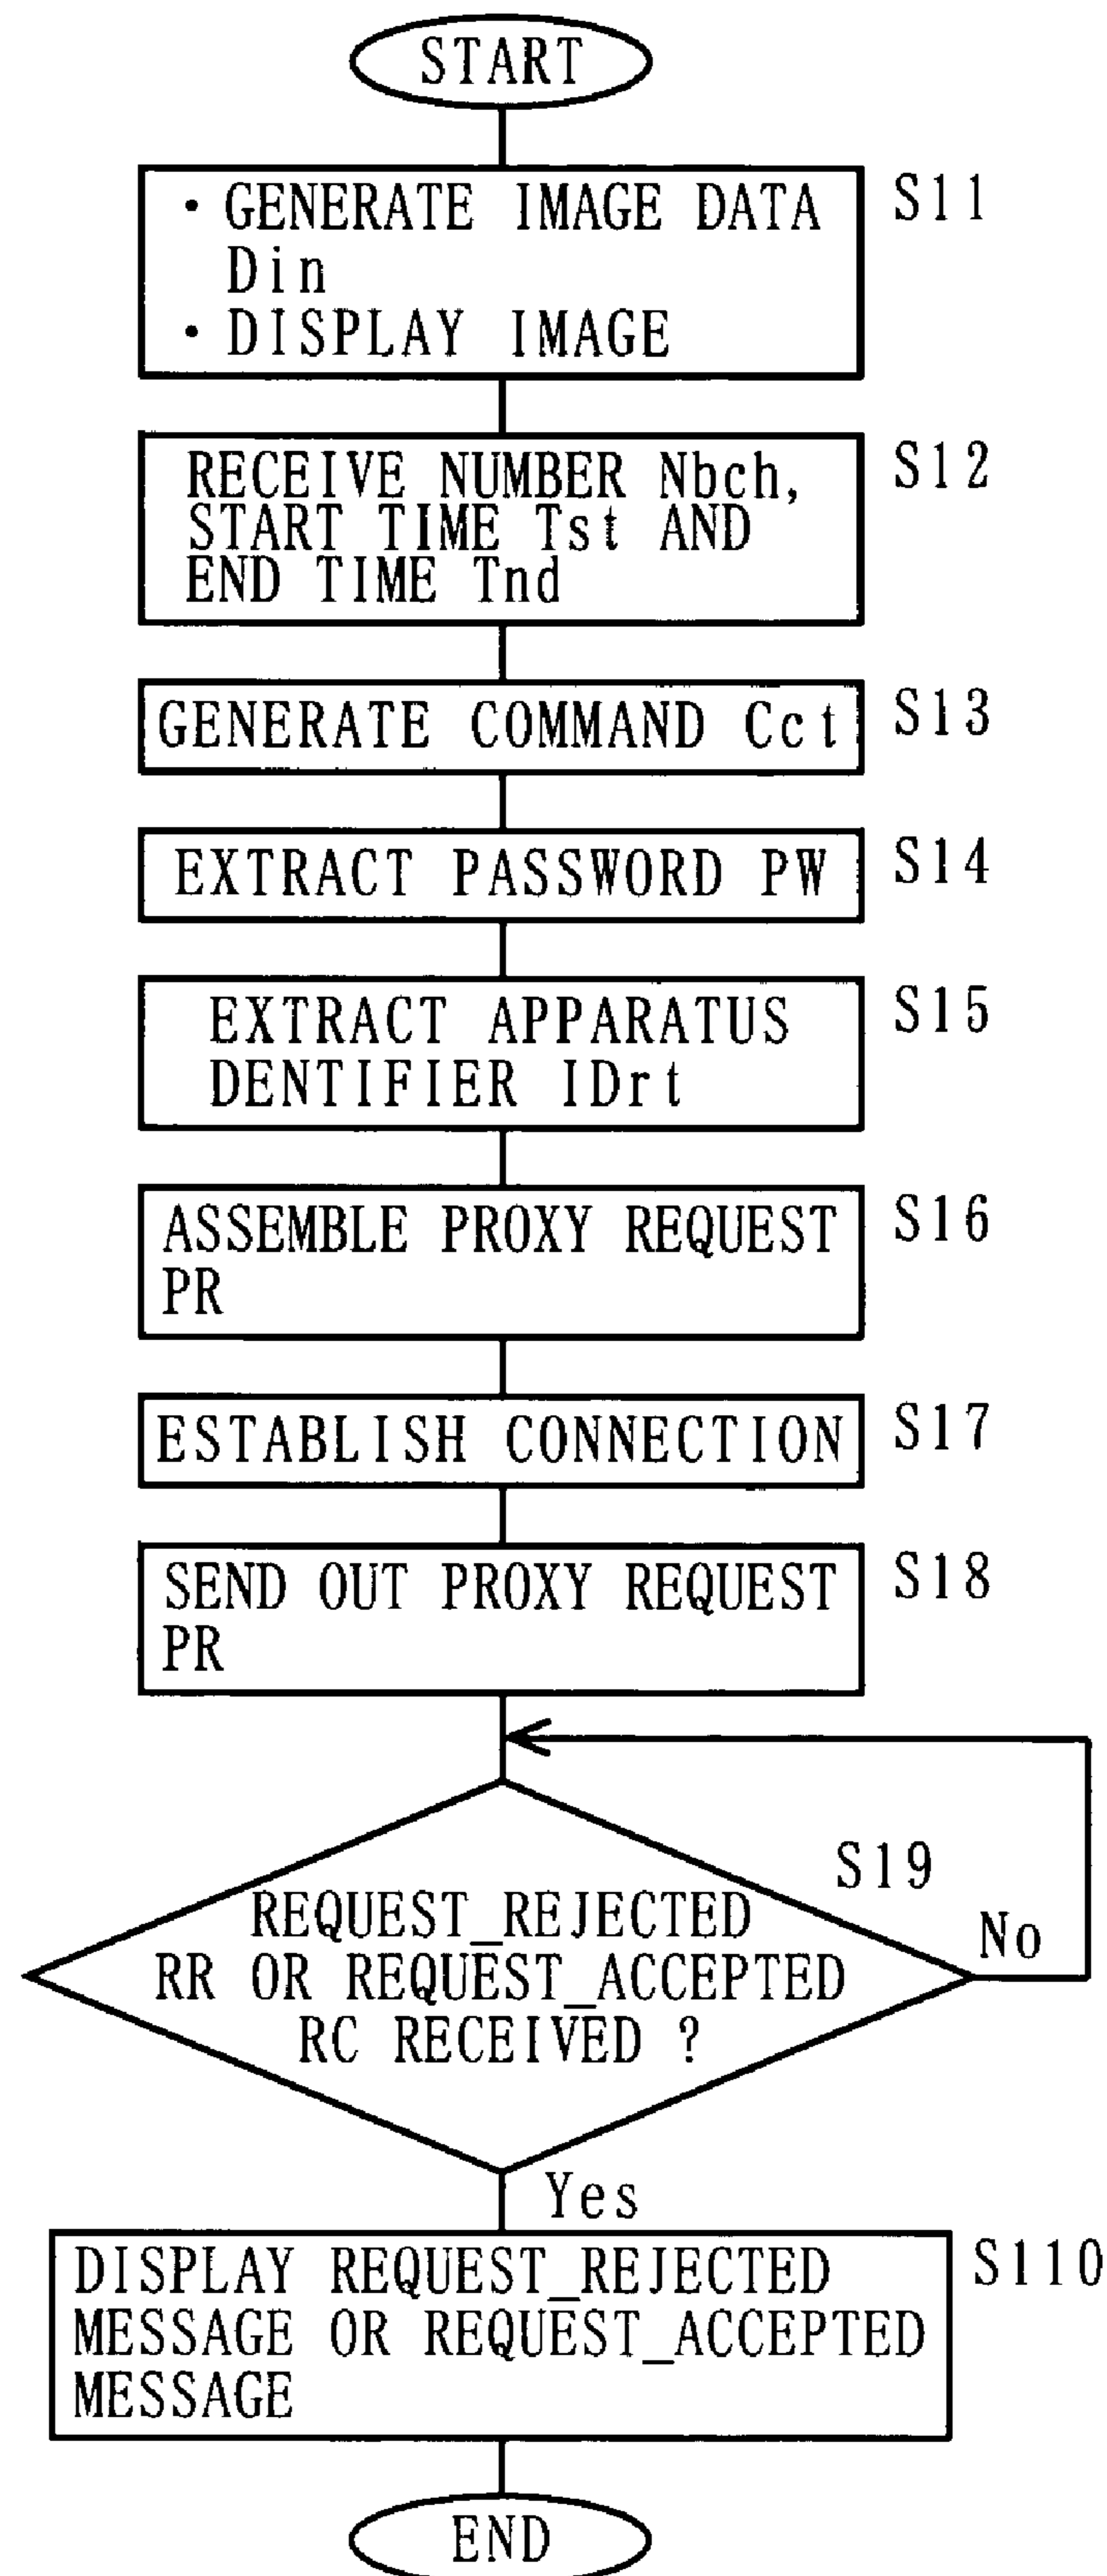 START
· GENERATE IMAGE DATA
Din
· DISPLAY IMAGE
S11
RECEIVE NUMBER Nbch,
START TIME Tst AND
END TIME Tnd
S12
GENERATE COMMAND Cct
S13
EXTRACT PASSWORD PW
S14
EXTRACT APPARATUS
DENTIFIER IDrt
S15
ASSEMBLE PROXY REQUEST
PR
S16
ESTABLISH CONNECTION
S17
SEND OUT PROXY REQUEST
PR
S18
S19
REQUEST_REJECTED
RR OR REQUEST_ACCEPTED
RC RECEIVED ?
No
Yes
DISPLAY REQUEST_REJECTED
MESSAGE OR REQUEST_ACCEPTED
MESSAGE
S110
END